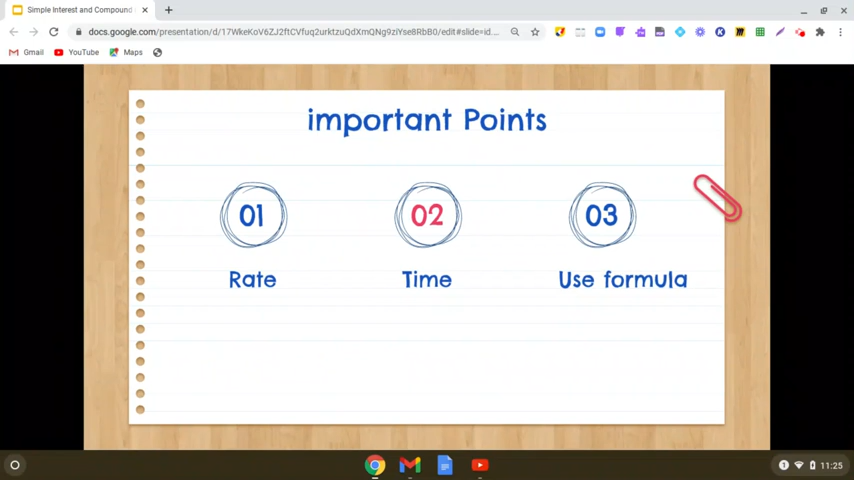 Simple Interest and Compound
docs.google.com/presentation/d/17WkeKoV6ZJ2ftCVfuq2urktzuQdXmQNg9ziYse8RbB0/edit#slide=id....
Gmail YouTube Maps
important Points
01 02 03
Rate Time Use formula
1 11:25